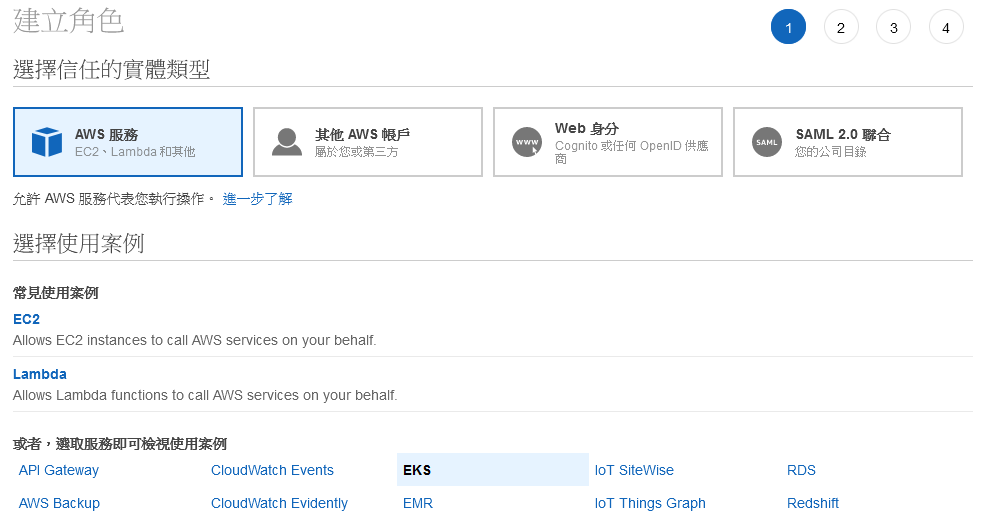 建立角色
1 2 3 4
選擇信任的實體類型
AWS 服務
EC2、Lambda 和其他
其他 AWS 帳戶
屬於您或第三方
WWW
Web 身分
Cognito 或任何 OpenID 供應
商
SAML
SAML 2.0 聯合
您的公司目錄
允許 AWS 服務代表您執行操作。 進一步了解
選擇使用案例
常見使用案例
EC2
Allows EC2 instances to call AWS services on your behalf.
Lambda
Allows Lambda functions to call AWS services on your behalf.
或者，選取服務即可檢視使用案例
API Gateway CloudWatch Events EKS IoT SiteWise RDS
AWS Backup CloudWatch Evidently EMR IoT Things Graph Redshift